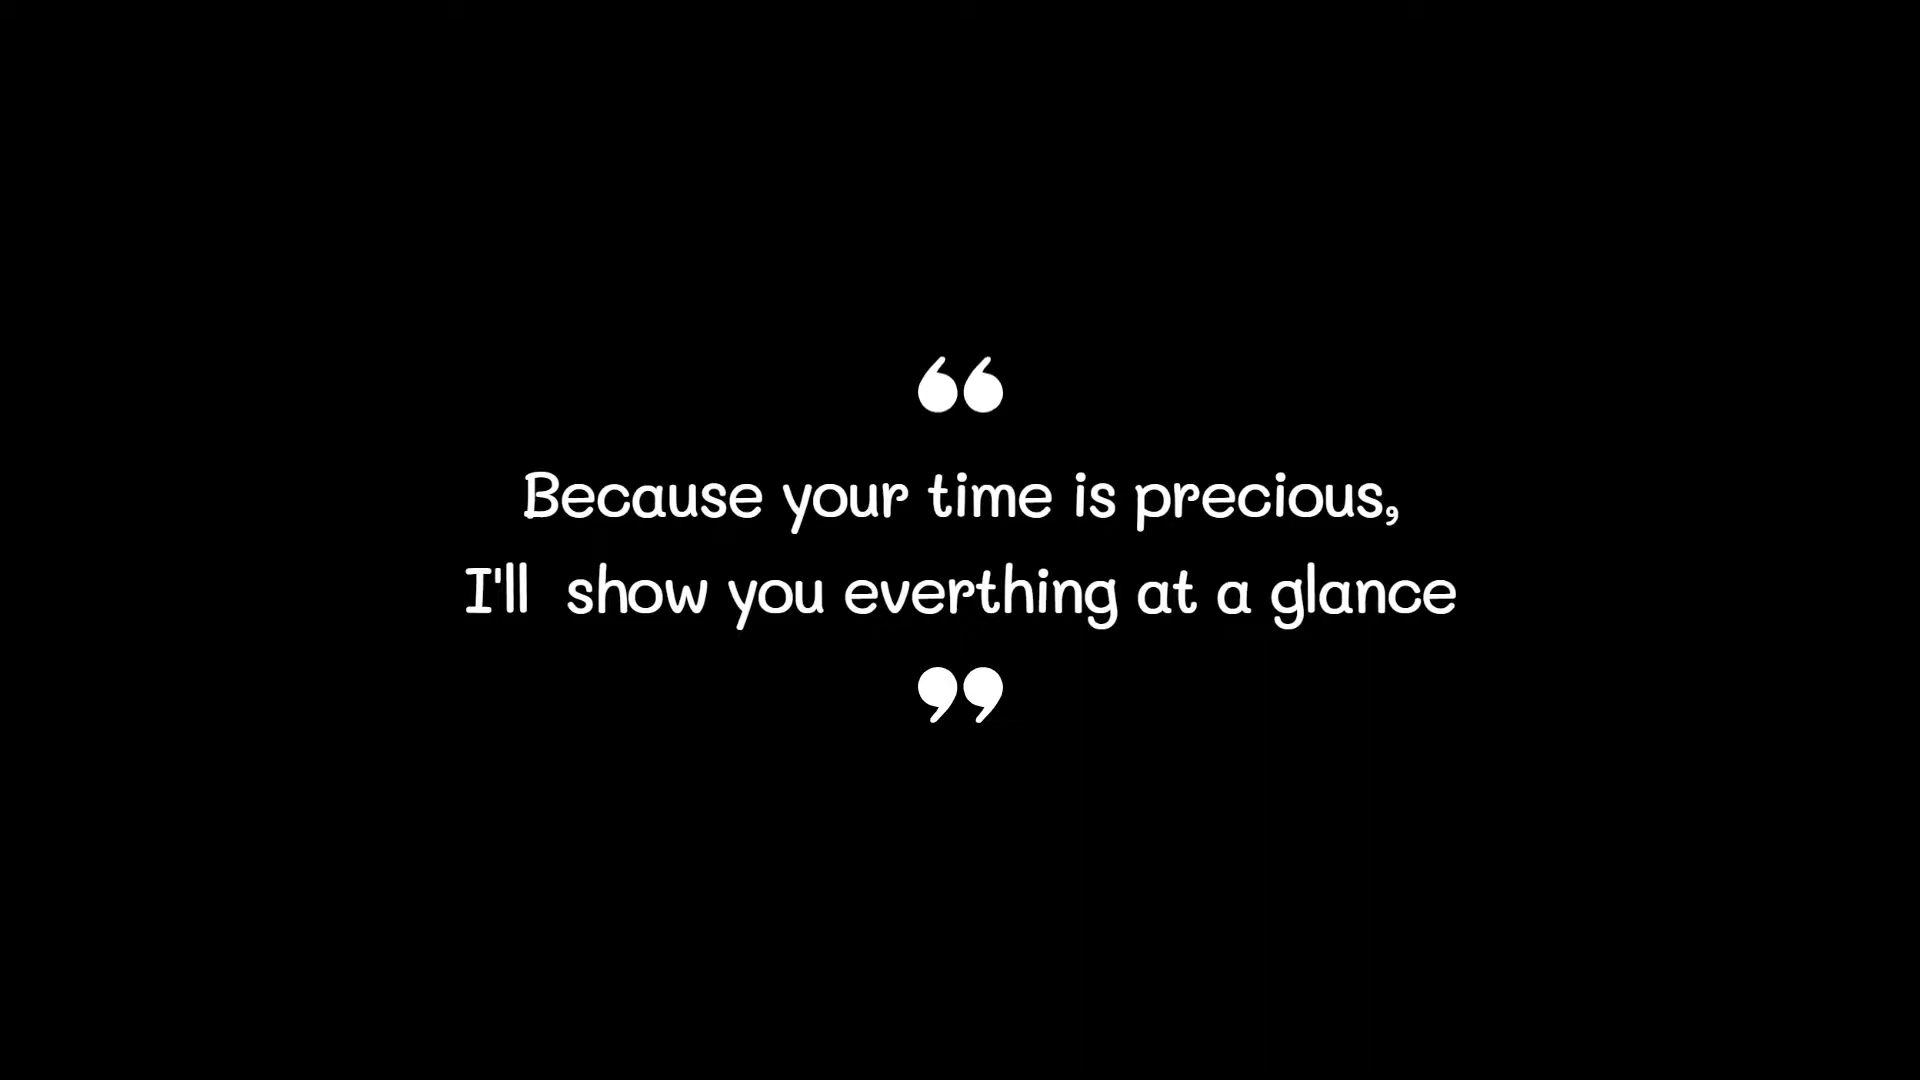 “
Because your time is precious,
I'll  show you everthing at a glance
”